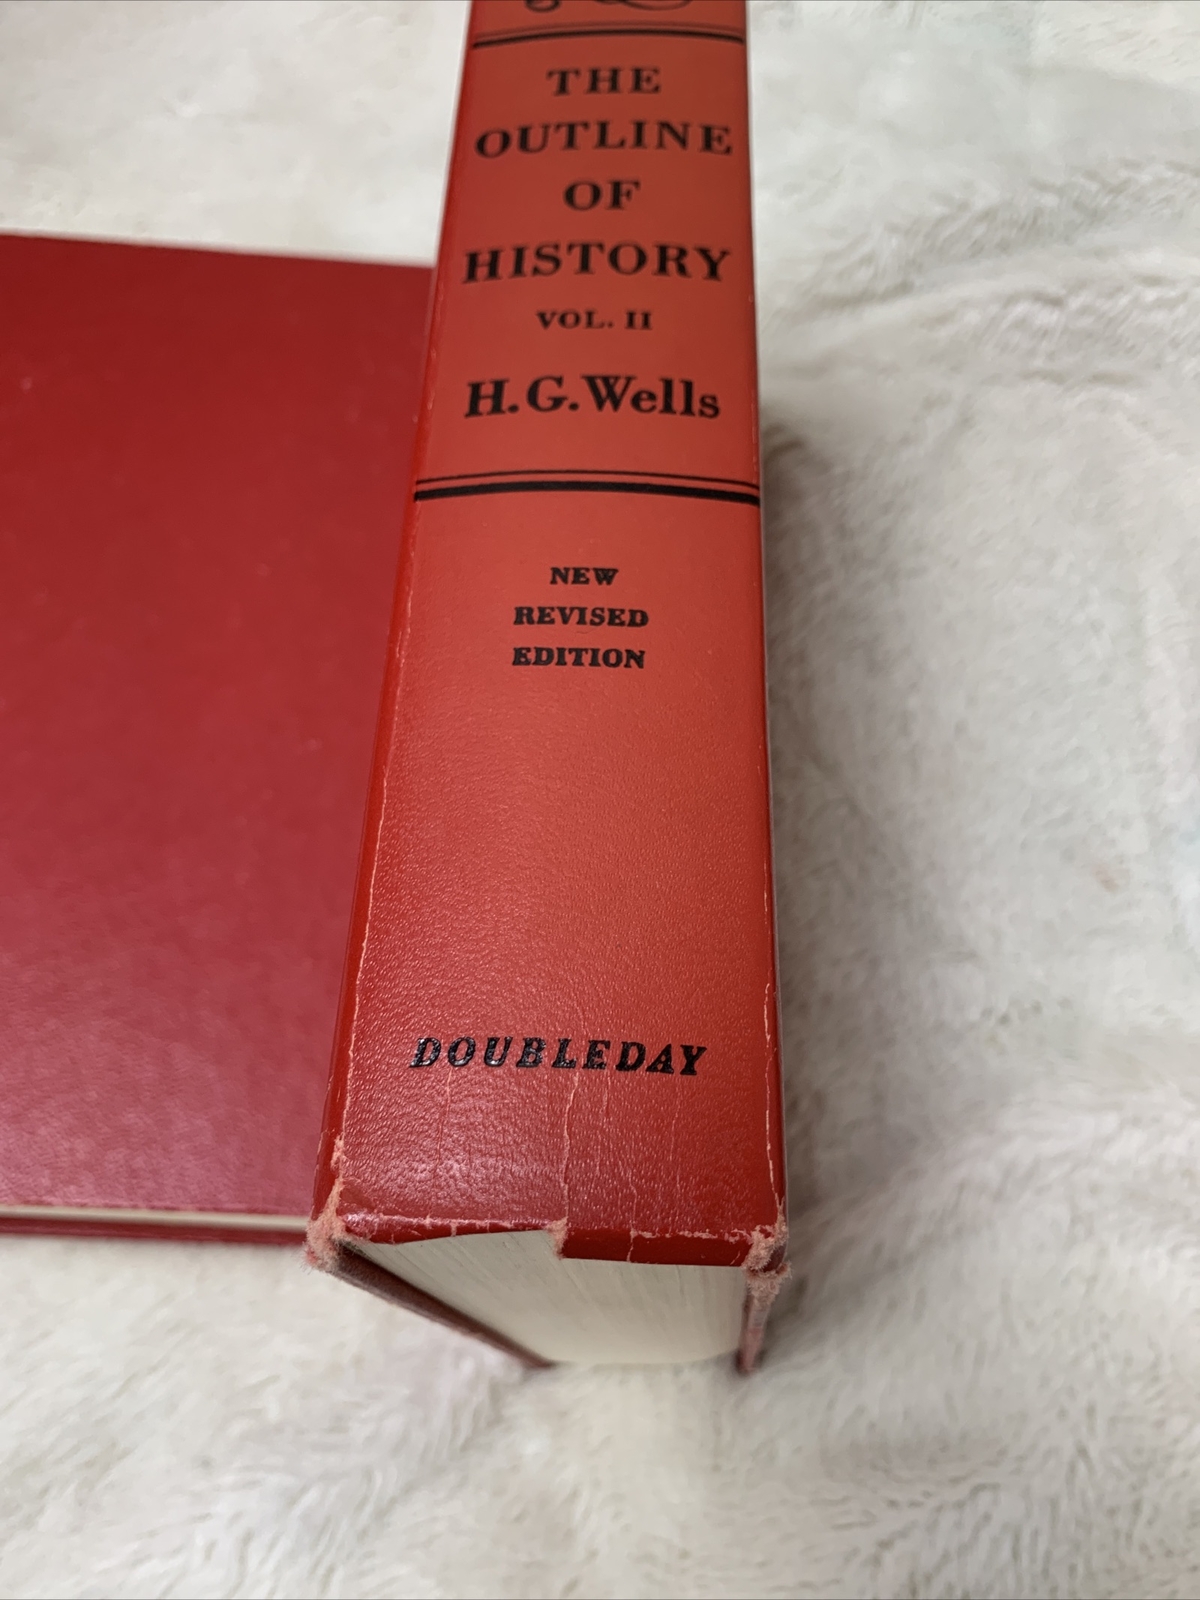 THE
OUTLINE
OF
HISTORY
VOL. II
H.G.Wells
NEW
REVISED
EDITION
DOUBLEDAY